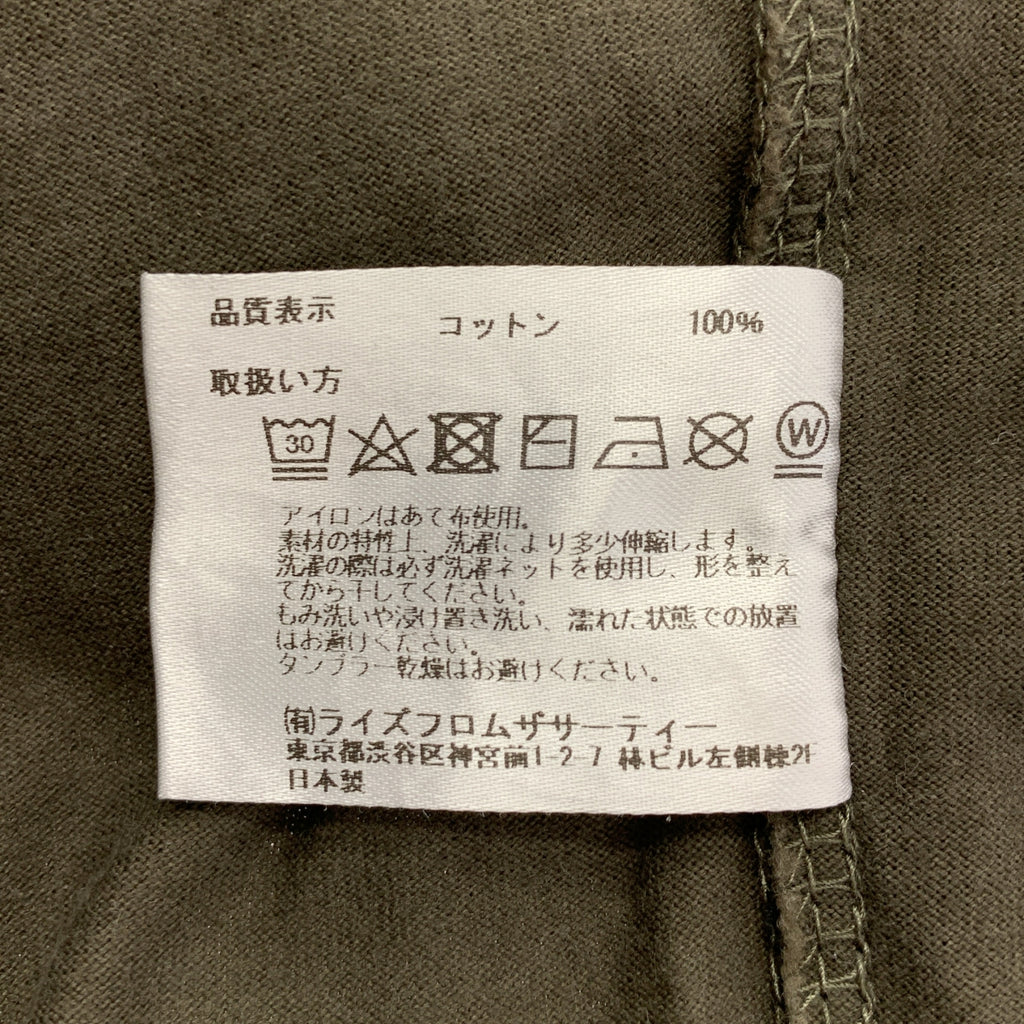 品質表示
コットン 100%
取扱い方
30 W
アイロンはあて布使用。
素材の特性上、洗濯により多少伸縮します。
洗濯の際は必ず洗濯ネットを使用し、形を整え
てから干してください。
もみ洗いや浸け置き洗い、濡れた状態での放置
はお避けください。
タンブラー乾燥はお避けください。
㈲ライズフロムザサーティー
東京都渋谷区神宮前1-2-7 林ビル左側棟2F
日本製